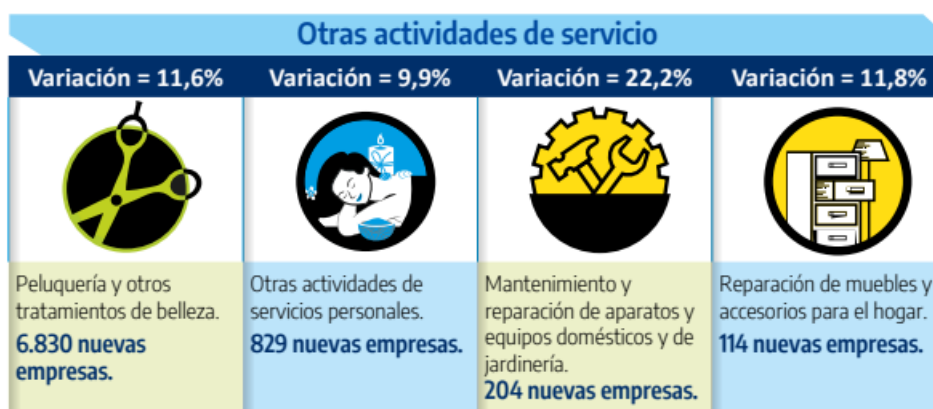 Otras actividades de servicio
Variación = 11,6%
Variación = 9,9%
Variación = 22,2%
Variación = 11,8%
Peluquería y otros
tratamientos de belleza.
6.830 nuevas
empresas.
Otras actividades de
servicios personales.
829 nuevas empresas.
Mantenimiento y
reparación de aparatos y
equipos domésticos y de
jardinería.
204 nuevas empresas.
Reparación de muebles y
accesorios para el hogar.
114 nuevas empresas.